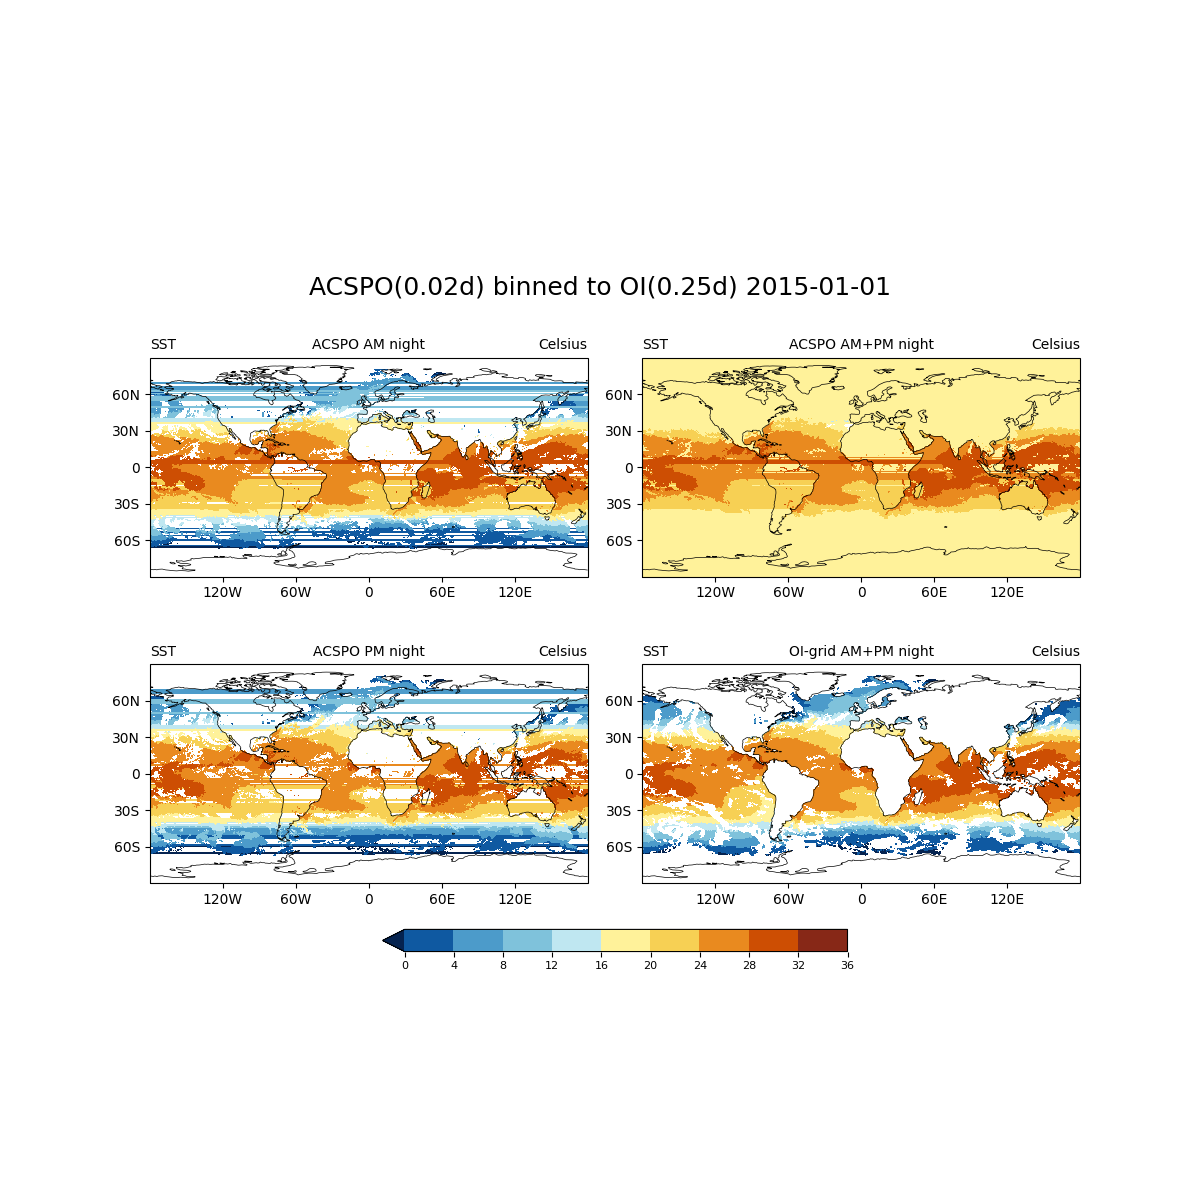 ACSPO(0.02d) binned to OI(0.25d) 2015-01-01
SST ACSPO AM night Celsius
60N
30N
0
30S
60S
120W 60W 0 60E 120E
SST ACSPO AM+PM night Celsius
60N
30N
0
30S
60S
120W 60W 0 60E 120E
SST ACSPO PM night Celsius
60N
30N
0
30S
60S
120W 60W 0 60E 120E
SST OI-grid AM+PM night Celsius
60N
30N
0
30S
60S
120W 60W 0 60E 120E
0 4 8 12 16 20 24 28 32 36